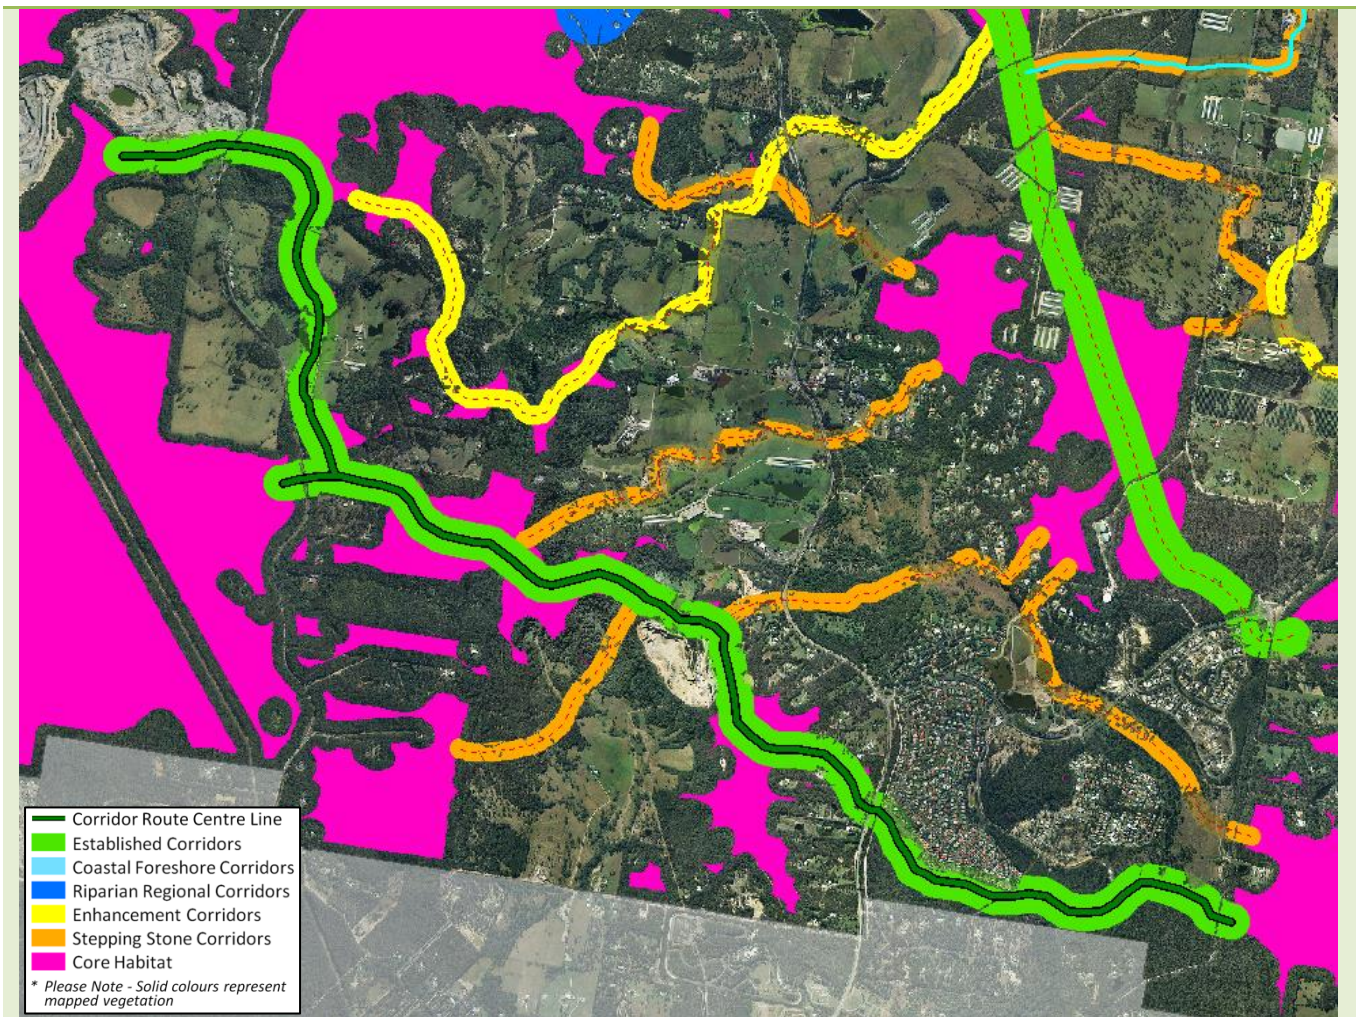 Corridor Route Centre Line
Established Corridors
Coastal Foreshore Corridors
Riparian Regional Corridors
Enhancement Corridors
Stepping Stone Corridors
Core Habitat
* Please Note - Solid colours represent
mapped vegetation